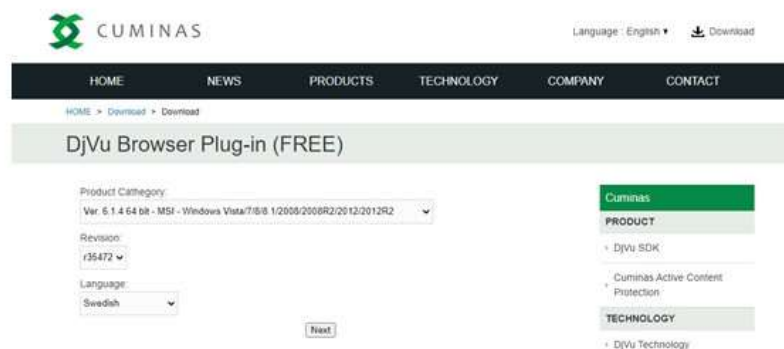 CUMINAS
Language : English ▾ Download
HOME NEWS PRODUCTS TECHNOLOGY COMPANY CONTACT
HOME > Download > Download
DjVu Browser Plug-in (FREE)
Product Cathegory:
Ver. 6.1.4 64 bit - MSI - Windows Vista/7/8/8.1/2008/2008R2/2012/2012R2
Revision:
r35472
Language:
Swedish
Next
Cuminas
PRODUCT
DjVu SDK
Cuminas Active Content
Protection
TECHNOLOGY
DjVu Technology